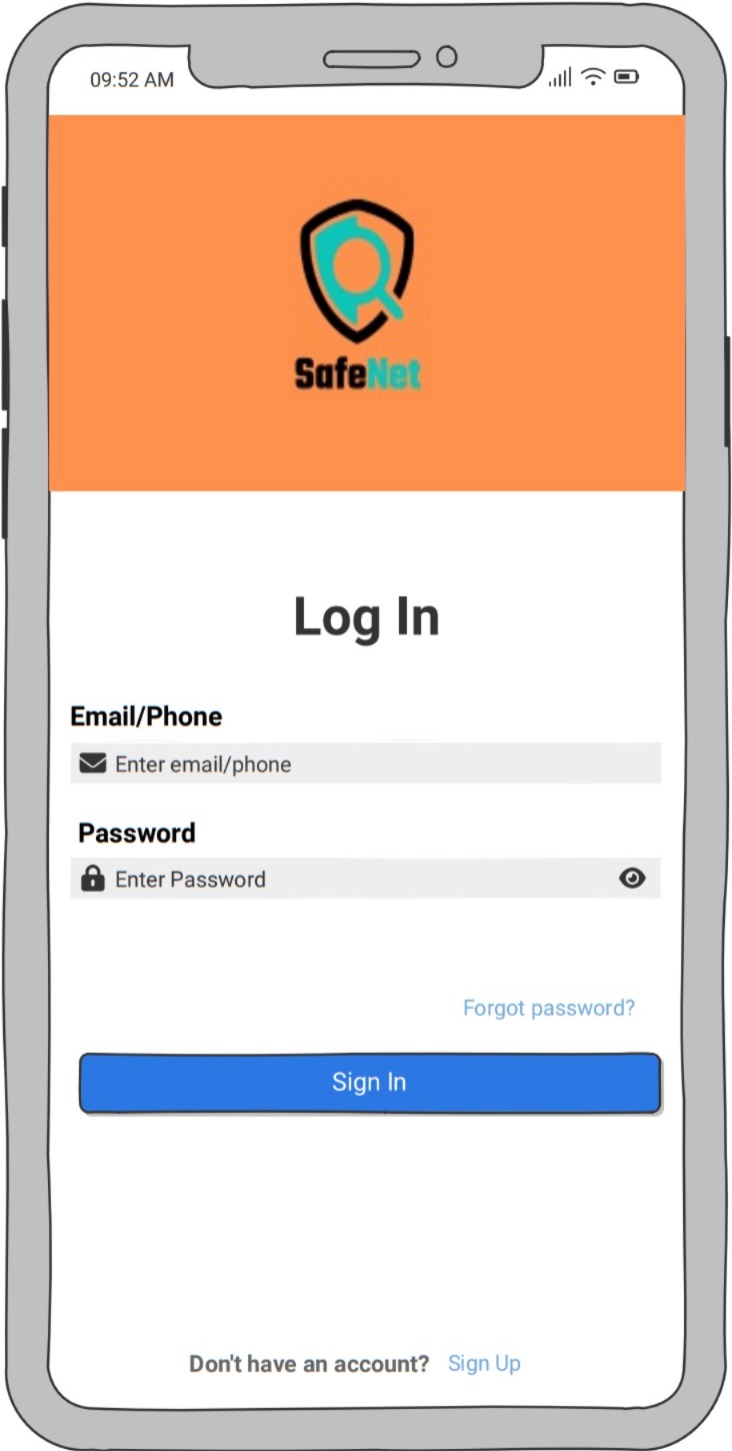 09:52 AM
SafeNet
Log In
Email/Phone
Enter email/phone
Password
Enter Password
Forgot password?
Sign In
Don't have an account? Sign Up